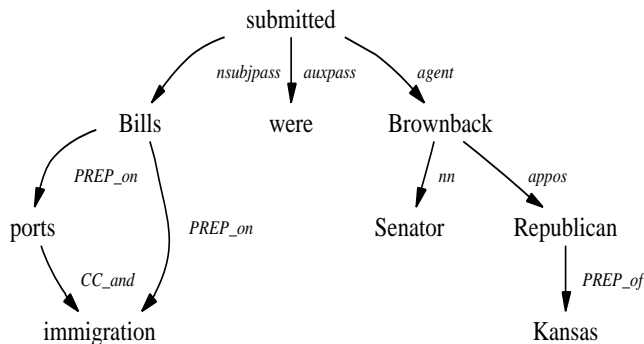 submitted
nsubjpass auxpass agent
Bills were Brownback
PREP_on nn appos
ports PREP_on Senator Republican
CC_and PREP_of
immigration Kansas